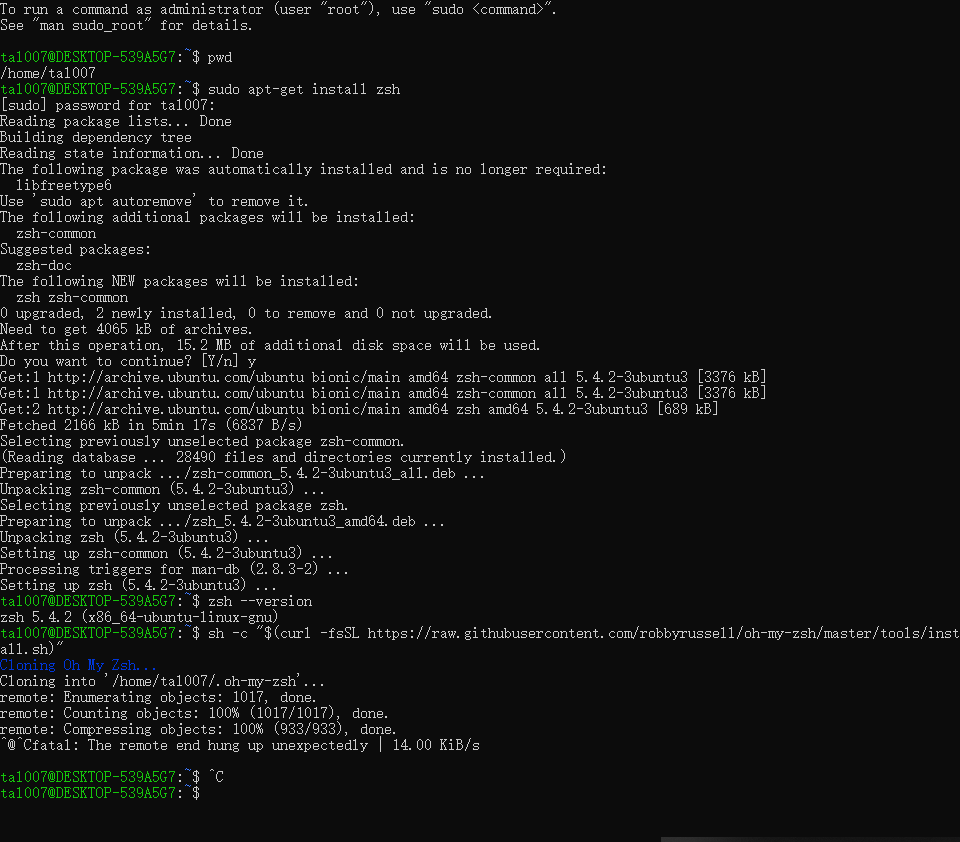 To run a command as administrator (user "root"), use "sudo <command>".
See "man sudo_root" for details.
ta1007@DESKTOP-539A5G7:~$ pwd
/home/ta1007
ta1007@DESKTOP-539A5G7:~$ sudo apt-get install zsh
[sudo] password for ta1007:
Reading package lists... Done
Building dependency tree
Reading state information... Done
The following package was automatically installed and is no longer required:
  libfreetype6
Use 'sudo apt autoremove' to remove it.
The following additional packages will be installed:
  zsh-common
Suggested packages:
  zsh-doc
The following NEW packages will be installed:
  zsh zsh-common
0 upgraded, 2 newly installed, 0 to remove and 0 not upgraded.
Need to get 4065 kB of archives.
After this operation, 15.2 MB of additional disk space will be used.
Do you want to continue? [Y/n] y
Get:1 http://archive.ubuntu.com/ubuntu bionic/main amd64 zsh-common all 5.4.2-3ubuntu3 [3376 kB]
Get:1 http://archive.ubuntu.com/ubuntu bionic/main amd64 zsh-common all 5.4.2-3ubuntu3 [3376 kB]
Get:2 http://archive.ubuntu.com/ubuntu bionic/main amd64 zsh amd64 5.4.2-3ubuntu3 [689 kB]
Fetched 2166 kB in 5min 17s (6837 B/s)
Selecting previously unselected package zsh-common.
(Reading database ... 28490 files and directories currently installed.)
Preparing to unpack .../zsh-common_5.4.2-3ubuntu3_all.deb ...
Unpacking zsh-common (5.4.2-3ubuntu3) ...
Selecting previously unselected package zsh.
Preparing to unpack .../zsh_5.4.2-3ubuntu3_amd64.deb ...
Unpacking zsh (5.4.2-3ubuntu3) ...
Setting up zsh-common (5.4.2-3ubuntu3) ...
Processing triggers for man-db (2.8.3-2) ...
Setting up zsh (5.4.2-3ubuntu3) ...
ta1007@DESKTOP-539A5G7:~$ zsh --version
zsh 5.4.2 (x86_64-ubuntu-linux-gnu)
ta1007@DESKTOP-539A5G7:~$ sh -c "$(curl -fsSL https://raw.githubusercontent.com/robbyrussell/oh-my-zsh/master/tools/inst
all.sh)"
Cloning Oh My Zsh...
Cloning into '/home/ta1007/.oh-my-zsh'...
remote: Enumerating objects: 1017, done.
remote: Counting objects: 100% (1017/1017), done.
remote: Compressing objects: 100% (933/933), done.
^@^Cfatal: The remote end hung up unexpectedly | 14.00 KiB/s
ta1007@DESKTOP-539A5G7:~$ ^C
ta1007@DESKTOP-539A5G7:~$